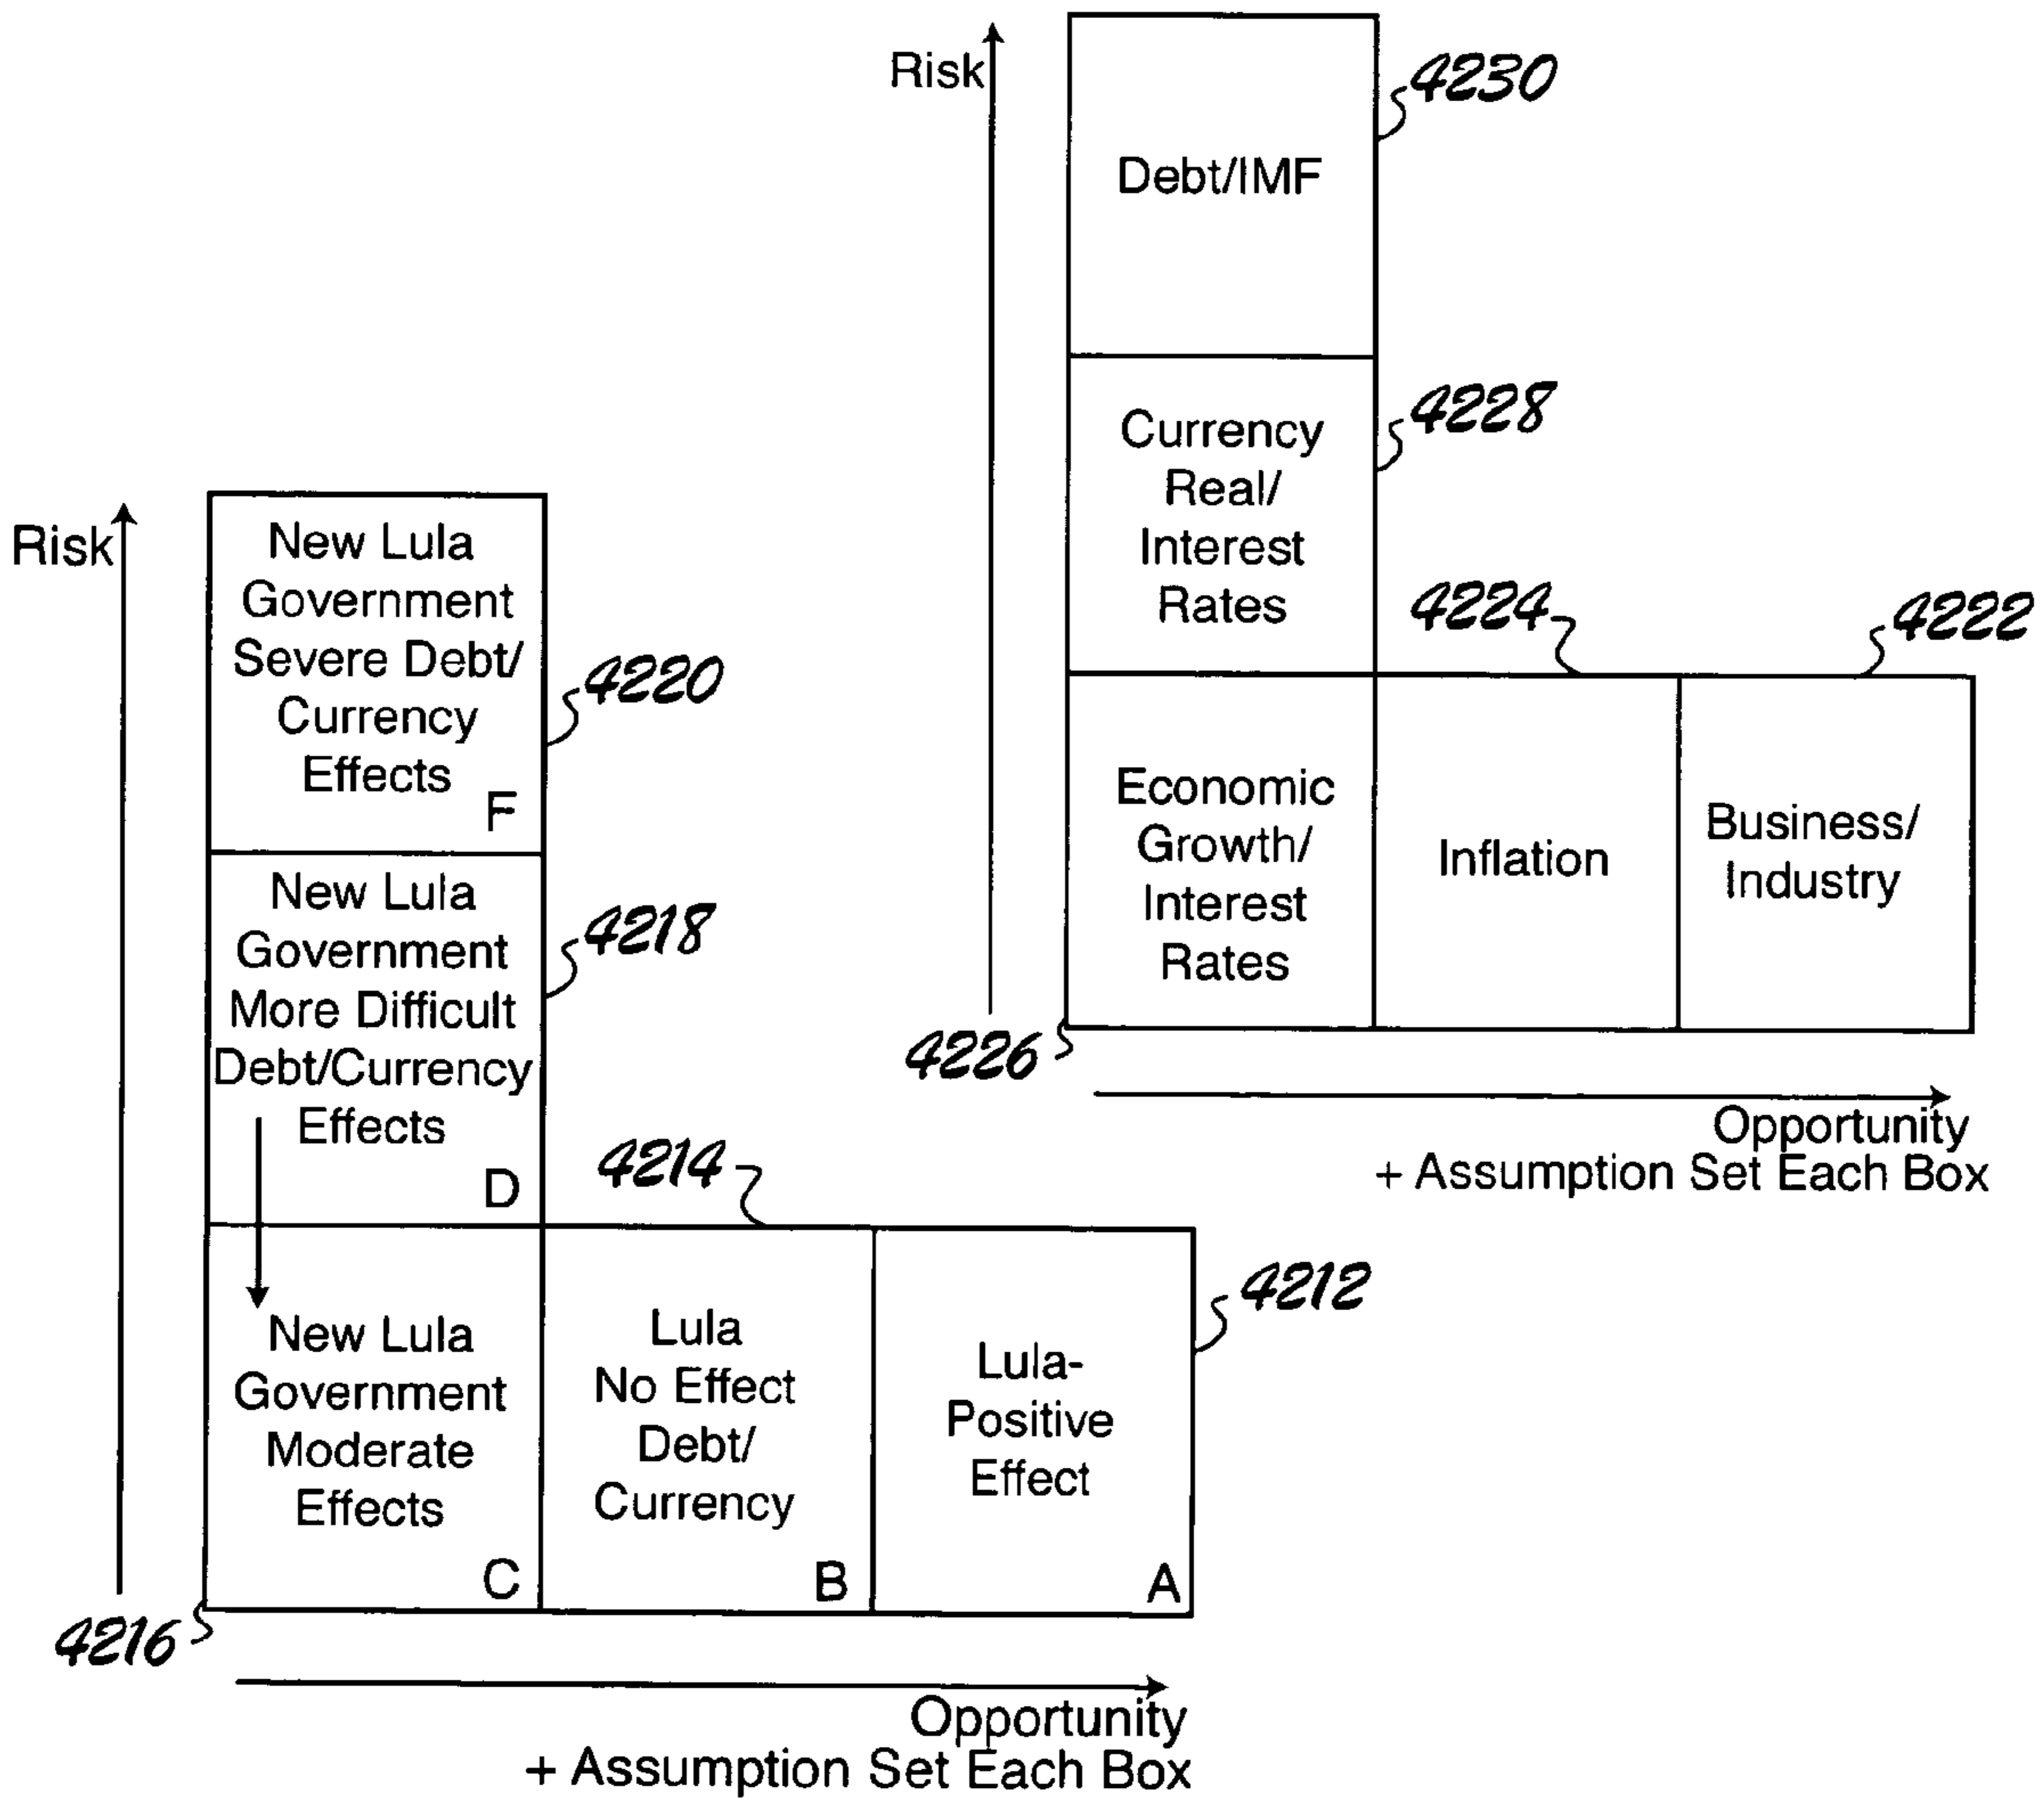 Risk
4230
Debt/IMF
Currency
Real/
Interest
Rates
4228
4224
4222
Economic
Growth/
Interest
Rates
Inflation
Business/
Industry
4226
Opportunity
+ Assumption Set Each Box
Risk
New Lula
Government
Severe Debt/
Currency
Effects
F
4220
New Lula
Government
More Difficult
Debt/Currency
Effects
D
4218
4214
4212
New Lula
Government
Moderate
Effects
C
Lula
No Effect
Debt/
Currency
B
Lula-
Positive
Effect
A
4216
Opportunity
+ Assumption Set Each Box